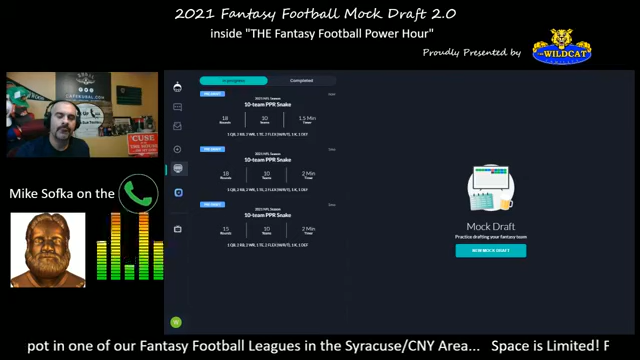 2021 Fantasy Football Mock Draft 2.0
inside "THE Fantasy Football Power Hour"
Proudly Presented by
WILDCAT
In progress
Completed
10-team PPR Snake
18
10
1.5 Min
Rounds
Teams
Timer
10-team PPR Snake
18
10
2 Min
Rounds
Teams
Timer
10-team PPR Snake
15
10
2 Min
Rounds
Teams
Timer
CUSE
Mike Sofka on the
Mock Draft
Practice drafting your fantasy team
NEW MOCK DRAFT
W
pot in one of our Fantasy Football Leagues in the Syracuse/CNY Area... Space is Limited! F